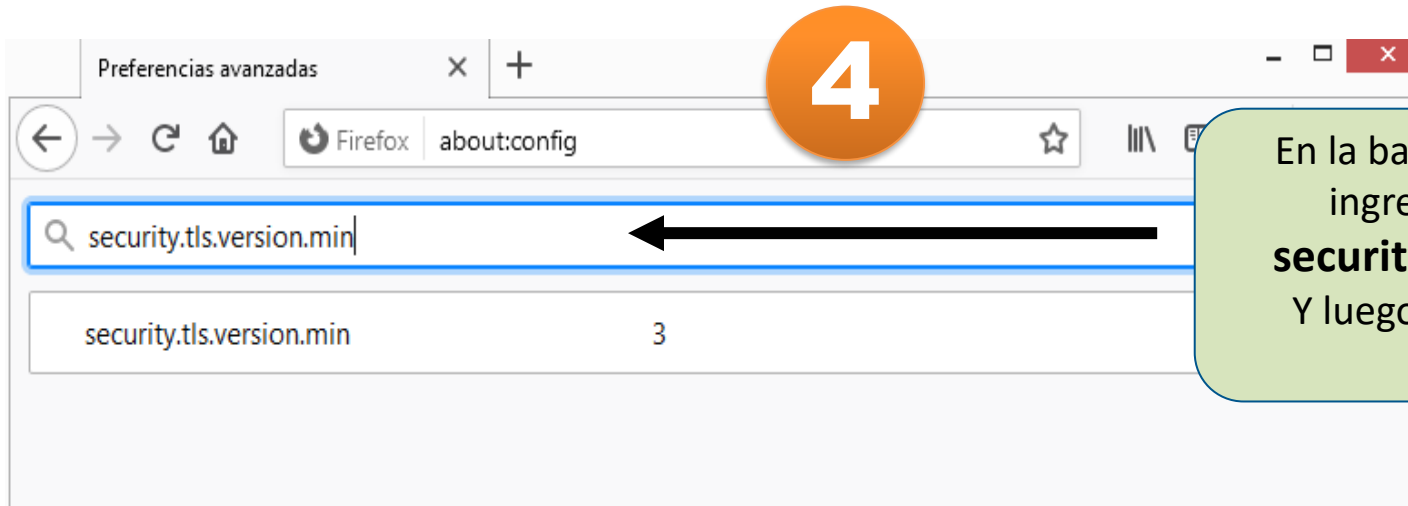 4
Preferencias avanzadas
Firefox about:config
security.tls.version.min
security.tls.version.min 3
En la ba
ingre
securit
Y luego